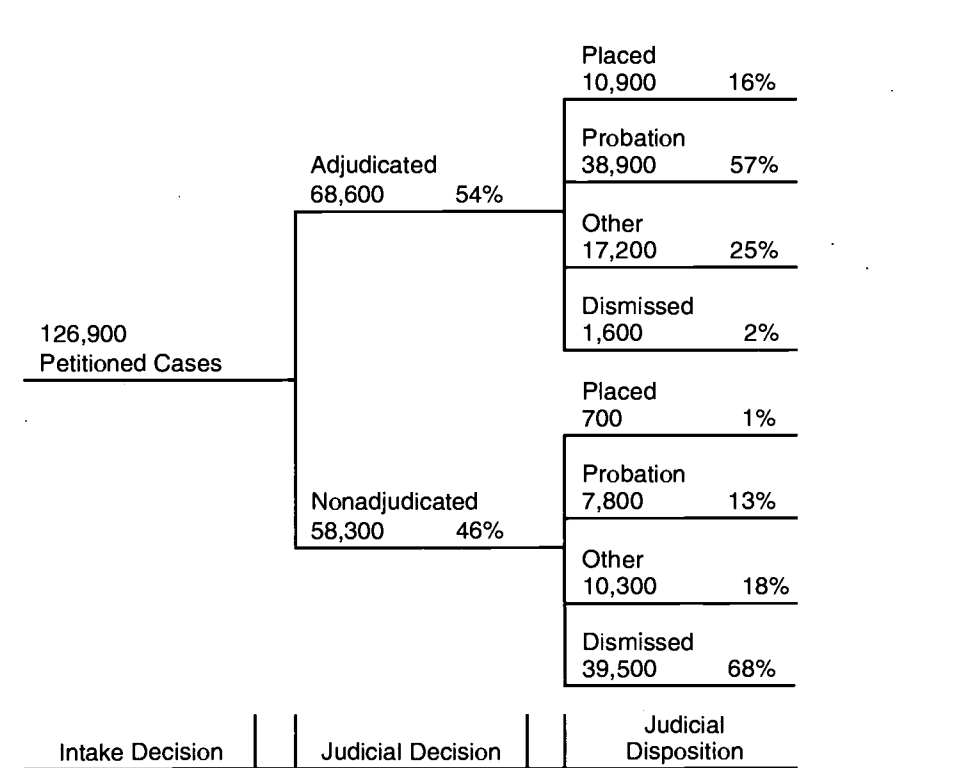 Placed
10,900 16%
Probation
38,900 57%
Adjudicated
68,600 54%
Other
17,200 25%
Dismissed
1,600 2%
126,900
Petitioned Cases
Placed
700 1%
Probation
7,800 13%
Nonadjudicated
58,300 46%
Other
10,300 18%
Dismissed
39,500 68%
Intake Decision
Judicial Decision
Judicial
Disposition